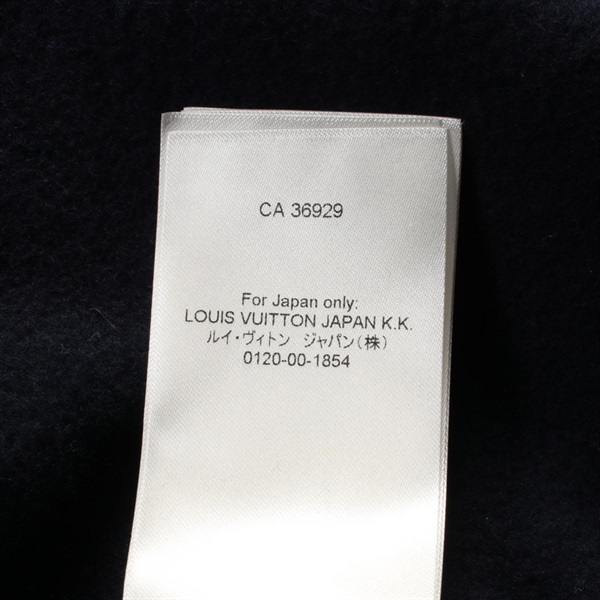 CA 36929
For Japan only:
LOUIS VUITTON JAPAN K.K.
ルイ・ヴィトン ジャパン(株)
0120-00-1854